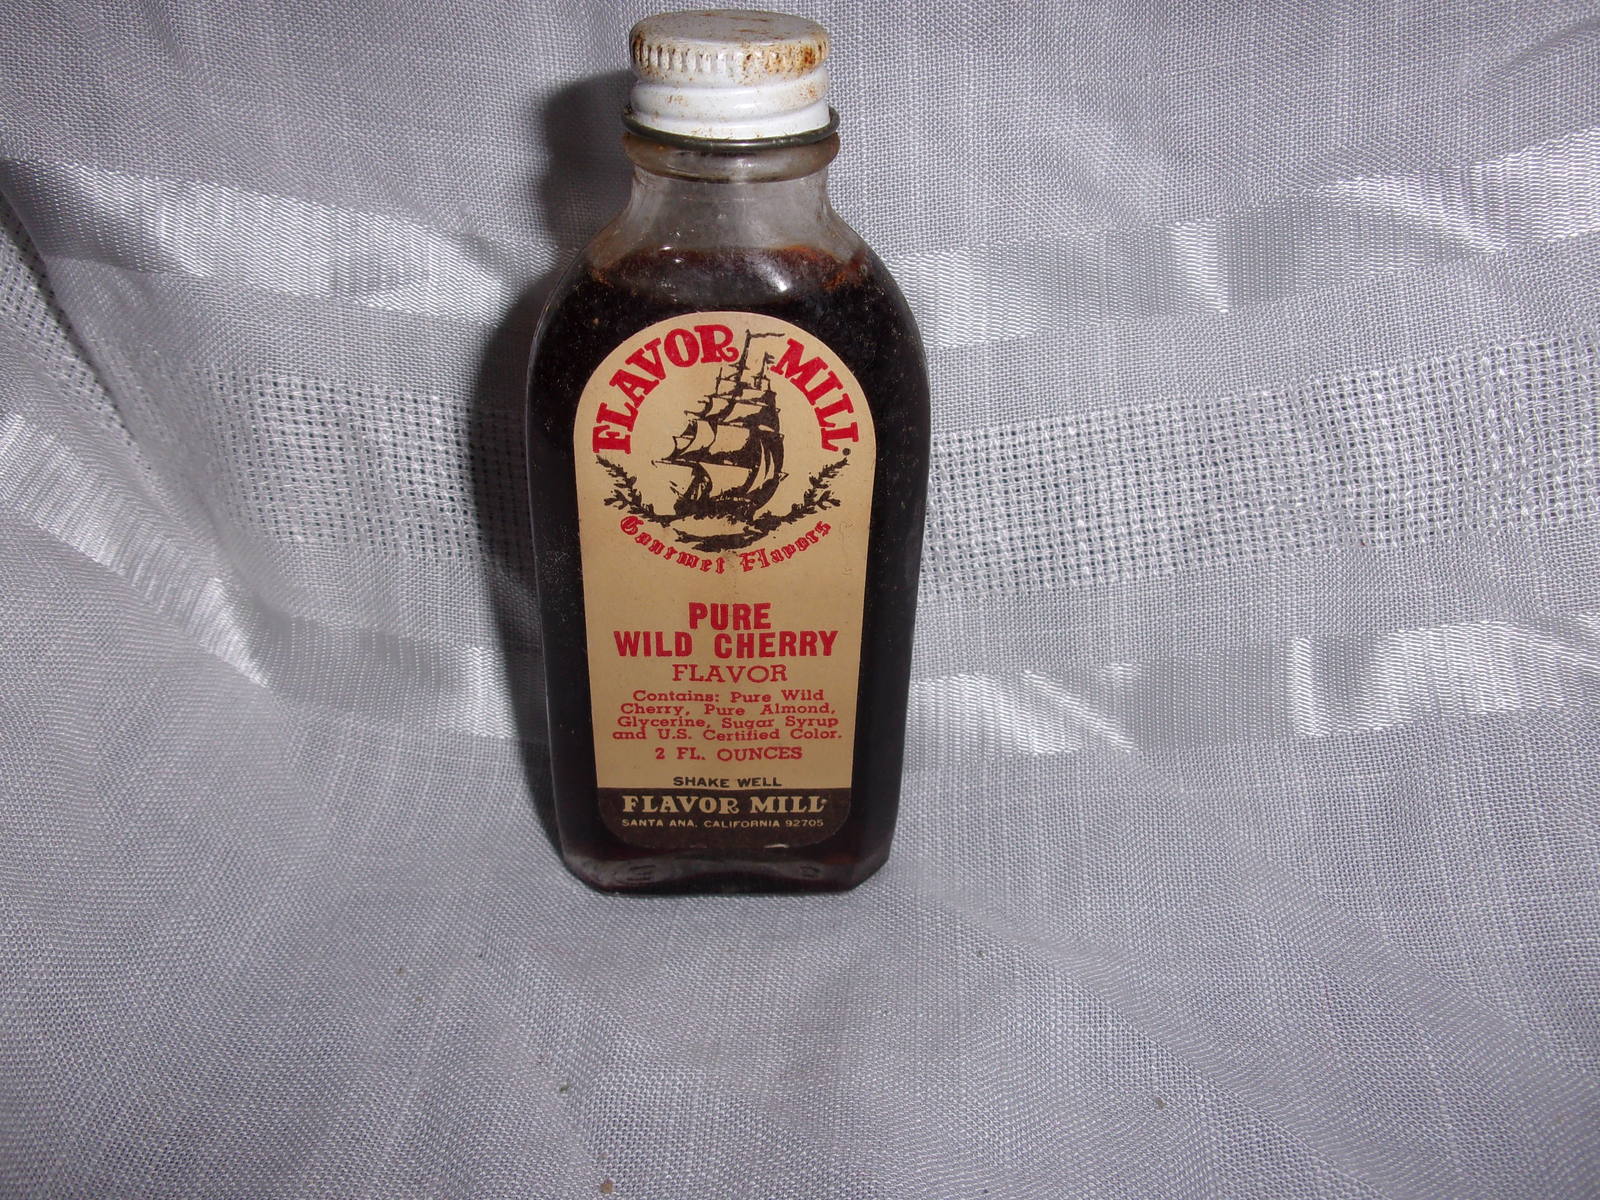 FLAVOR MILL
Gourmet Flavors
PURE
WILD CHERRY
FLAVOR
Contains: Pure Wild
Cherry, Pure Almond,
Glycerine, Sugar Syrup
and U.S. Certified Color.
2 FL. OUNCES
SHAKE WELL
FLAVOR MILL
SANTA ANA, CALIFORNIA 92705